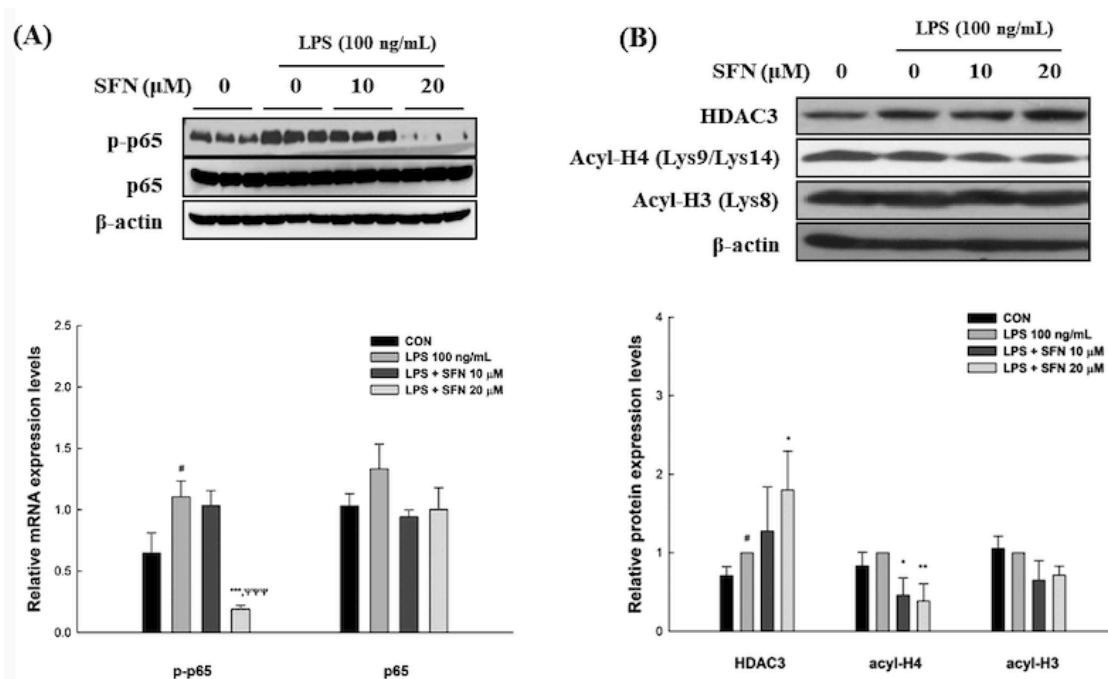 (A)
LPS (100 ng/mL)
SFN (μM) 0 0 10 20
p-p65
p65
β-actin
Relative mRNA expression levels
2.5
2.0
1.5
1.0
0.5
0.0
CON
LPS 100 ng/mL
LPS + SFN 10 μM
LPS + SFN 20 μM
#
***,ΨΨΨ
p-p65 p65
(B)
LPS (100 ng/mL)
SFN (μM) 0 0 10 20
HDAC3
Acyl-H4 (Lys9/Lys14)
Acyl-H3 (Lys8)
β-actin
Relative protein expression levels
4
3
2
1
0
CON
LPS 100 ng/mL
LPS + SFN 10 μM
LPS + SFN 20 μM
*
#
* **
HDAC3 acyl-H4 acyl-H3